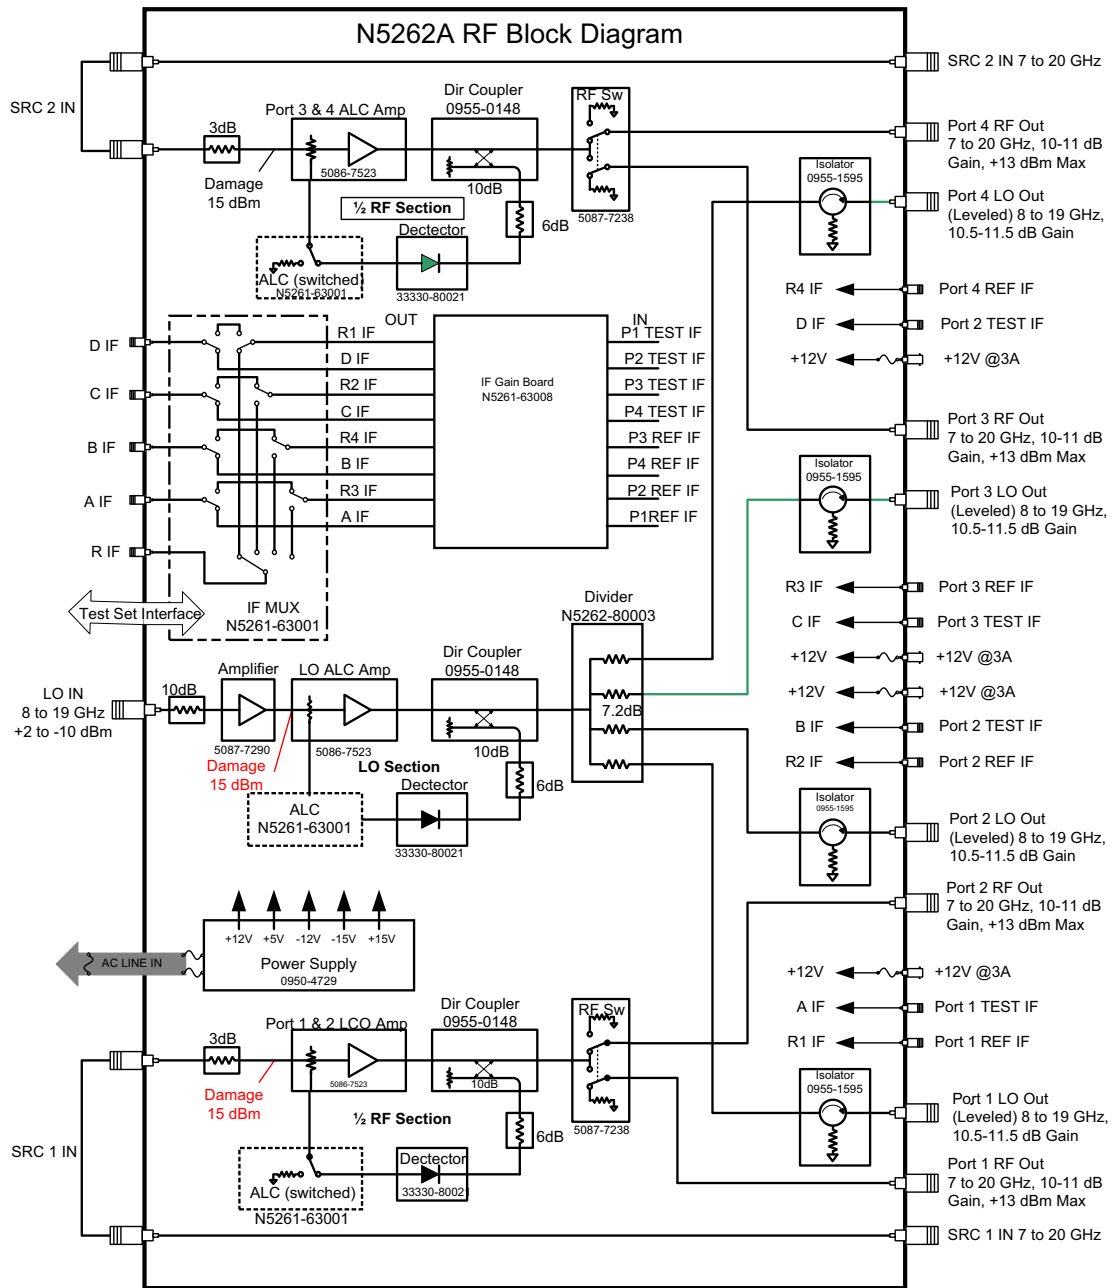 N5262A RF Block Diagram
SRC 2 IN
SRC 2 IN 7 to 20 GHz
3dB
Damage
15 dBm
Port 3 & 4 ALC Amp
5086-7523
Dir Coupler
0955-0148
10dB
RF Sw
5087-7238
½ RF Section
6dB
Dectector
33330-80021
ALC (switched)
N5261-63001
Port 4 RF Out
7 to 20 GHz, 10-11 dB
Gain, +13 dBm Max
Isolator
0955-1595
Port 4 LO Out
(Leveled) 8 to 19 GHz,
10.5-11.5 dB Gain
R4 IF
Port 4 REF IF
D IF
Port 2 TEST IF
+12V
+12V @3A
D IF
C IF
B IF
A IF
R IF
OUT
R1 IF
D IF
R2 IF
C IF
R4 IF
B IF
R3 IF
A IF
IF MUX
N5261-63001
Test Set Interface
IF Gain Board
N5261-63008
IN
P1 TEST IF
P2 TEST IF
P3 TEST IF
P4 TEST IF
P3 REF IF
P4 REF IF
P2 REF IF
P1REF IF
Port 3 RF Out
7 to 20 GHz, 10-11 dB
Gain, +13 dBm Max
Isolator
0955-1595
Port 3 LO Out
(Leveled) 8 to 19 GHz,
10.5-11.5 dB Gain
R3 IF
Port 3 REF IF
C IF
Port 3 TEST IF
+12V
+12V @3A
+12V
+12V @3A
B IF
Port 2 TEST IF
R2 IF
Port 2 REF IF
LO IN
8 to 19 GHz
+2 to -10 dBm
10dB
Amplifier
5087-7290
Damage
15 dBm
LO ALC Amp
5086-7523
Dir Coupler
0955-0148
10dB
Divider
N5262-80003
7.2dB
LO Section
6dB
Dectector
33330-80021
ALC
N5261-63001
Isolator
0955-1595
Port 2 LO Out
(Leveled) 8 to 19 GHz,
10.5-11.5 dB Gain
Port 2 RF Out
7 to 20 GHz, 10-11 dB
Gain, +13 dBm Max
+12V
+5V
-12V
-15V
+15V
AC LINE IN
Power Supply
0950-4729
+12V
+12V @3A
A IF
Port 1 TEST IF
R1 IF
Port 1 REF IF
SRC 1 IN
3dB
Damage
15 dBm
Port 1 & 2 LCO Amp
5086-7523
Dir Coupler
0955-0148
10dB
RF Sw
5087-7238
½ RF Section
6dB
Dectector
33330-80021
ALC (switched)
N5261-63001
Isolator
0955-1595
Port 1 LO Out
(Leveled) 8 to 19 GHz,
10.5-11.5 dB Gain
Port 1 RF Out
7 to 20 GHz, 10-11 dB
Gain, +13 dBm Max
SRC 1 IN 7 to 20 GHz